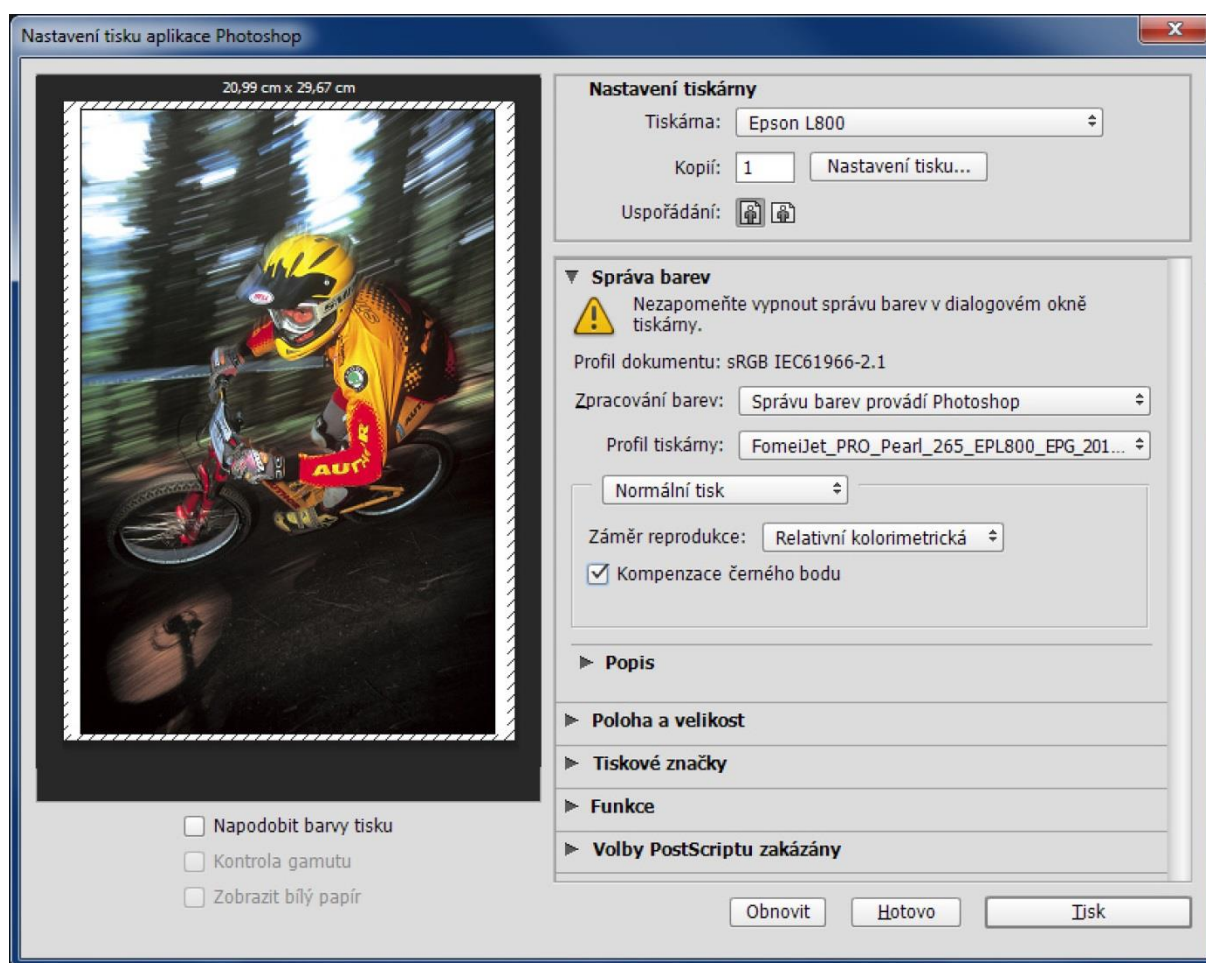 Nastavení tisku aplikace Photoshop
20,99 cm x 29,67 cm
BELL
AUTHOR
Nastavení tiskárny
Tiskárna: Epson L800
Kopií: 1 Nastavení tisku...
Uspořádání:
Správa barev
Nezapomeňte vypnout správu barev v dialogovém okně
tiskárny.
Profil dokumentu: sRGB IEC61966-2.1
Zpracování barev: Správu barev provádí Photoshop
Profil tiskárny: FomeiJet_PRO_Pearl_265_EPL800_EPG_201...
Normální tisk
Záměr reprodukce: Relativní kolorimetrická
Kompenzace černého bodu
Popis
Poloha a velikost
Tiskové značky
Funkce
Volby PostScriptu zakázány
Napodobit barvy tisku
Kontrola gamutu
Zobrazit bílý papír
Obnovit Hotovo Tisk